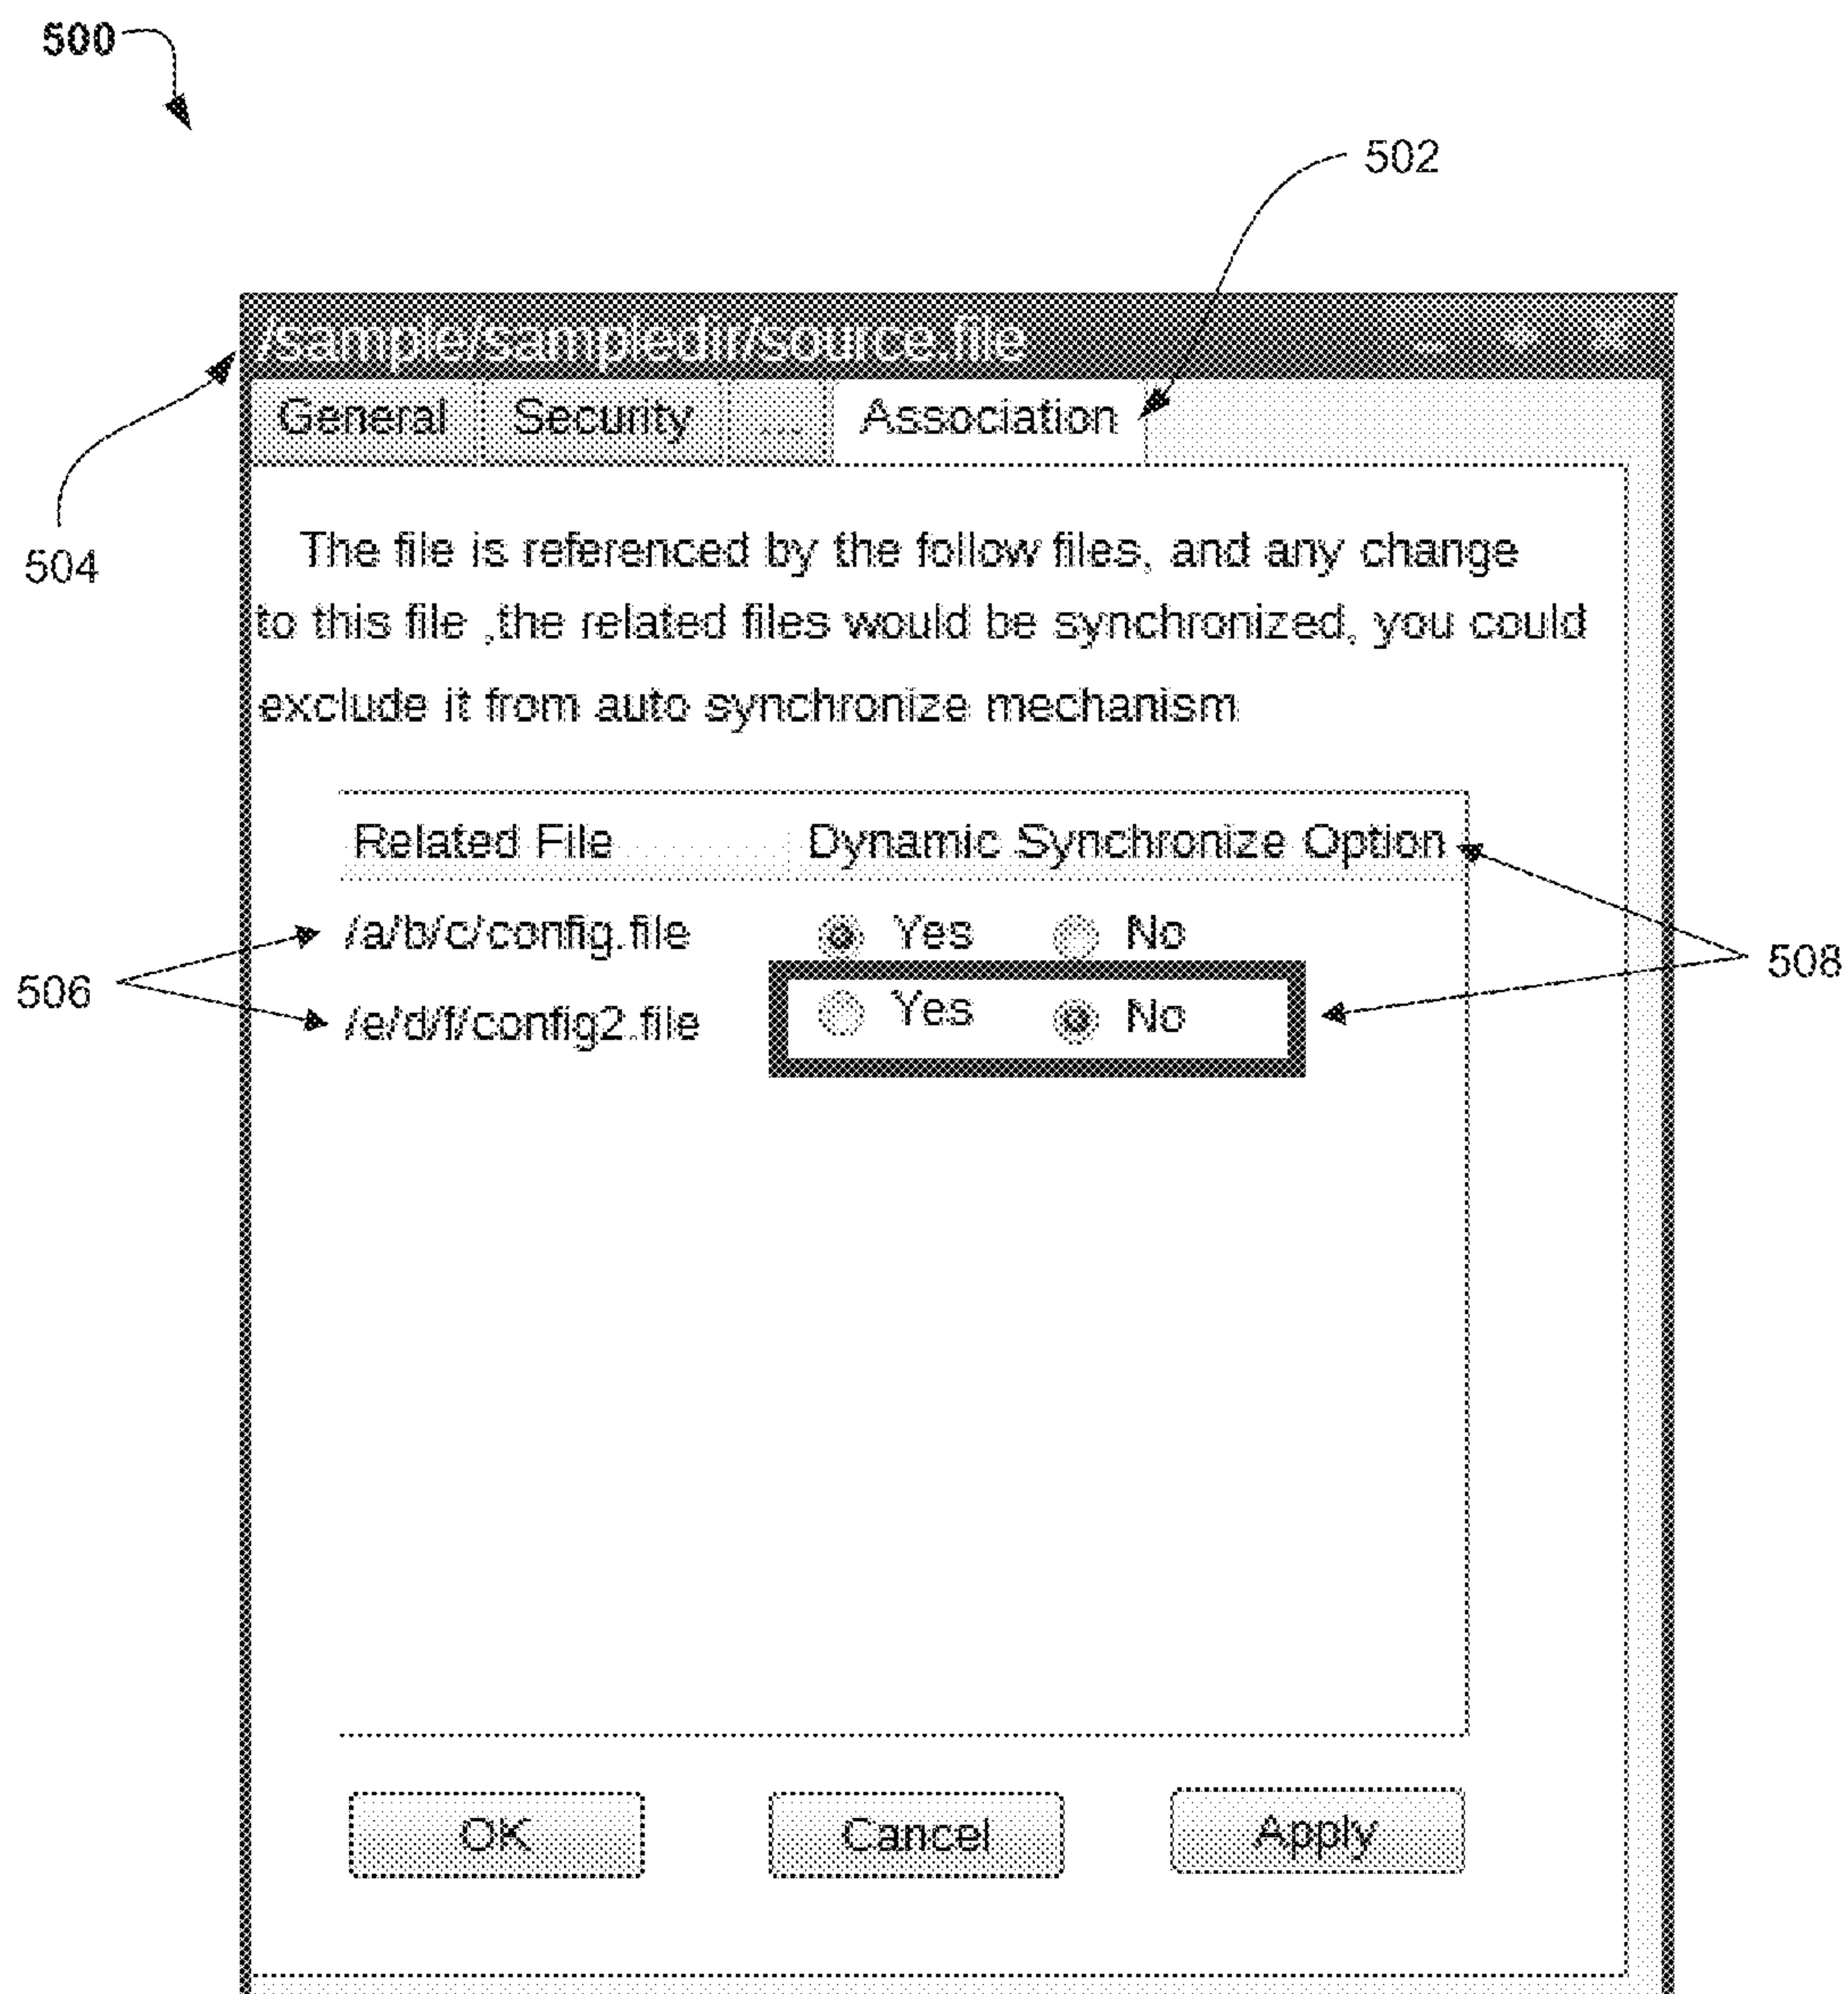 500
502
/sample/sampledir/source.file
General Security ... Association
504
The file is referenced by the follow files, and any change
to this file ,the related files would be synchronized, you could
exclude it from auto synchronize mechanism
Related File Dynamic Synchronize Option
/a/b/c/config.file Yes No
506
508
/e/d/f/config2.file Yes No
OK Cancel Apply